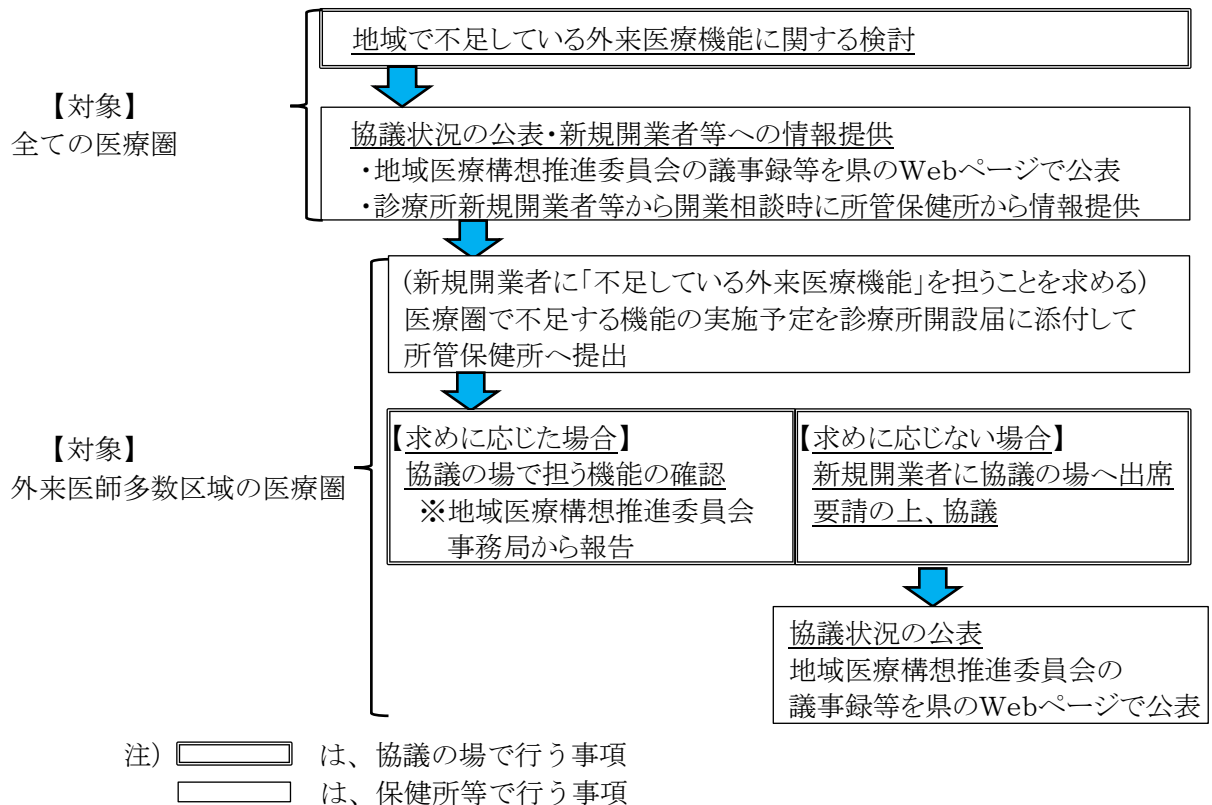 地域で不足している外来医療機能に関する検討
【対象】
全ての医療圏
協議状況の公表・新規開業者等への情報提供
・地域医療構想推進委員会の議事録等を県のWebページで公表
・診療所新規開業者等から開業相談時に所管保健所から情報提供
(新規開業者に「不足している外来医療機能」を担うことを求める)
医療圏で不足する機能の実施予定を診療所開設届に添付して
所管保健所へ提出
【対象】
外来医師多数区域の医療圏
【求めに応じた場合】
協議の場で担う機能の確認
※地域医療構想推進委員会
事務局から報告
【求めに応じない場合】
新規開業者に協議の場へ出席
要請の上、協議
協議状況の公表
地域医療構想推進委員会の
議事録等を県のWebページで公表
注) は、協議の場で行う事項
は、保健所等で行う事項